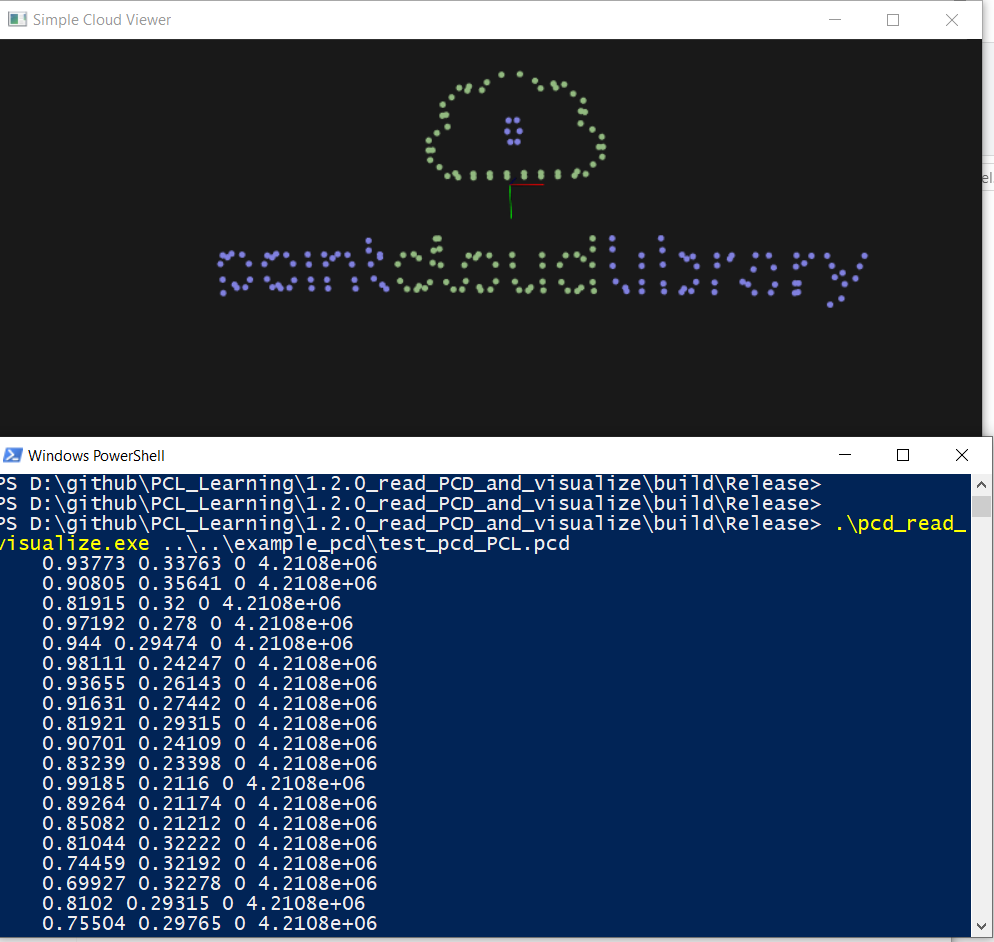 Simple Cloud Viewer
pointcloudlibrary
el
Windows PowerShell
PS D:\github\PCL_Learning\1.2.0_read_PCD_and_visualize\build\Release>
PS D:\github\PCL_Learning\1.2.0_read_PCD_and_visualize\build\Release>
PS D:\github\PCL_Learning\1.2.0_read_PCD_and_visualize\build\Release> .\pcd_read_
visualize.exe ..\..\example_pcd\test_pcd_PCL.pcd
0.93773 0.33763 0 4.2108e+06
0.90805 0.35641 0 4.2108e+06
0.81915 0.32 0 4.2108e+06
0.97192 0.278 0 4.2108e+06
0.944 0.29474 0 4.2108e+06
0.98111 0.24247 0 4.2108e+06
0.93655 0.26143 0 4.2108e+06
0.91631 0.27442 0 4.2108e+06
0.81921 0.29315 0 4.2108e+06
0.90701 0.24109 0 4.2108e+06
0.83239 0.23398 0 4.2108e+06
0.99185 0.2116 0 4.2108e+06
0.89264 0.21174 0 4.2108e+06
0.85082 0.21212 0 4.2108e+06
0.81044 0.32222 0 4.2108e+06
0.74459 0.32192 0 4.2108e+06
0.69927 0.32278 0 4.2108e+06
0.8102 0.29315 0 4.2108e+06
0.75504 0.29765 0 4.2108e+06